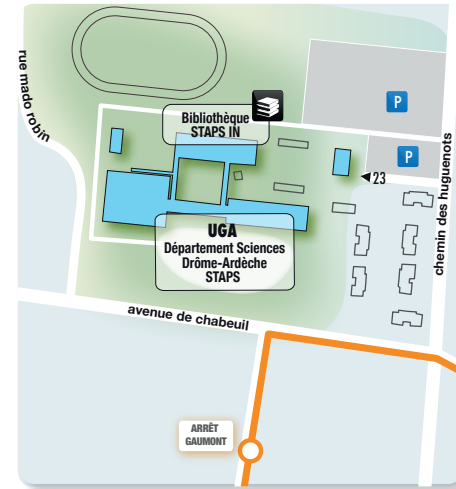 rue mado robin
Bibliothèque
STAPS IN
P
P
23
chemin des huguenots
UGA
Département Sciences
Drôme-Ardèche
STAPS
avenue de chabeuil
ARRÊT
GAUMONT